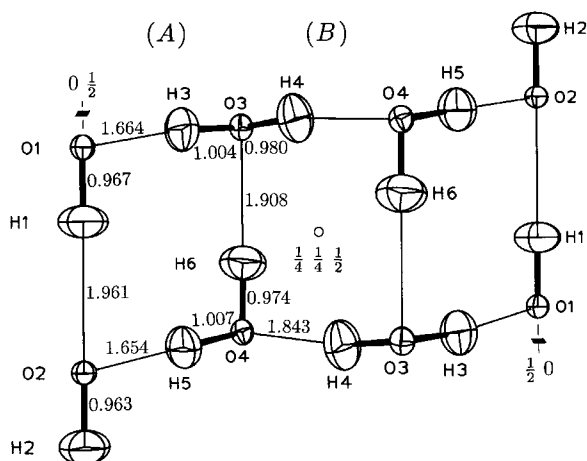 (A) (B)
H2
0 1/2
H3 O3 H4 O4 H5 O2
O1 1.664 1.004 0.980
0.967
H1 1.908 H6 H1
H6 1/4 1/4 1/2
1.961 0.974 O1
1.007 1.843
O2 1.654 O4
H5 H4 O3 H3 1/2 0
0.963
H2